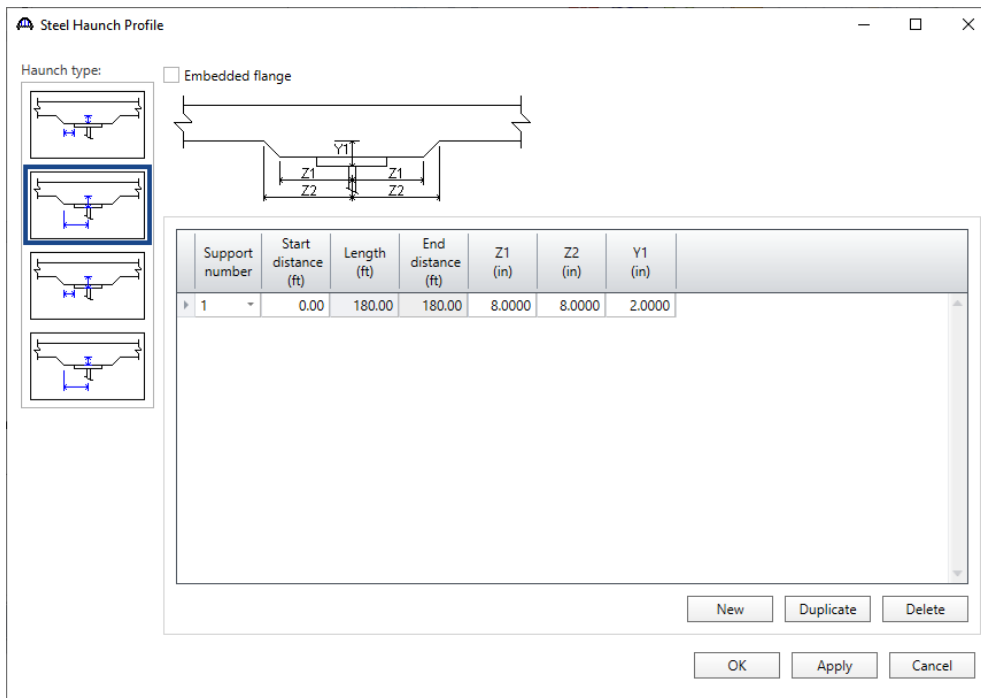 Steel Haunch Profile
Haunch type:
Embedded flange
Y1
Z1 Z1
Z2 Z2
Support number
Start distance (ft)
Length (ft)
End distance (ft)
Z1 (in)
Z2 (in)
Y1 (in)
1 0.00 180.00 180.00 8.0000 8.0000 2.0000
New Duplicate Delete
OK Apply Cancel